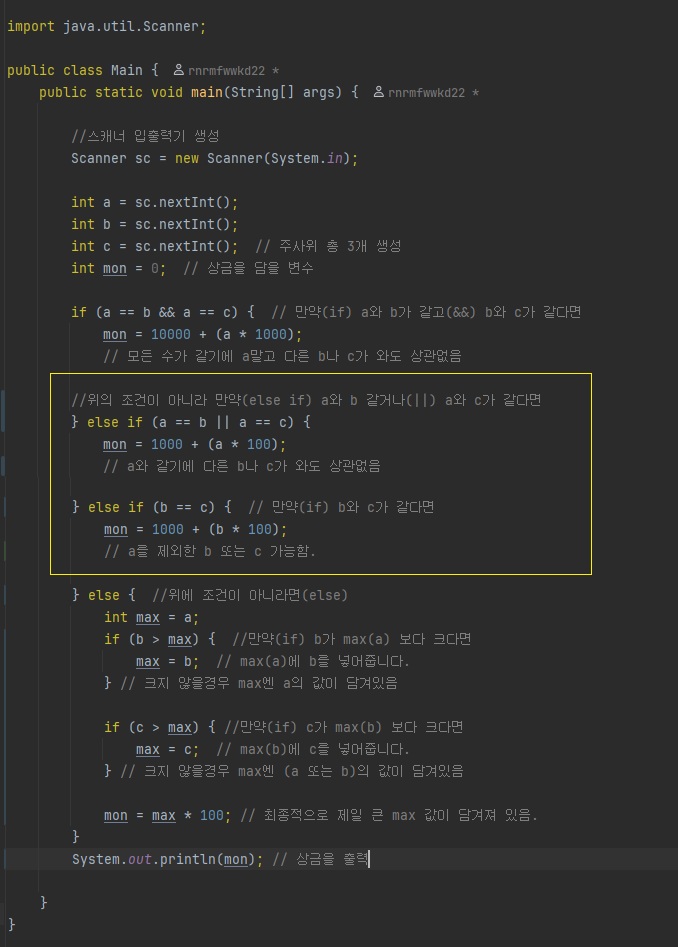 import java.util.Scanner;
public class Main { rnrmfwwkd22 *
public static void main(String[] args) { rnrmfwwkd22 *
//스캐너 입출력기 생성
Scanner sc = new Scanner(System.in);
int a = sc.nextInt();
int b = sc.nextInt();
int c = sc.nextInt(); // 주사위 총 3개 생성
int mon = 0; // 상금을 담을 변수
if (a == b && a == c) { // 만약(if) a와 b가 같고(&&) b와 c가 같다면
mon = 10000 + (a * 1000);
// 모든 수가 같기에 a말고 다른 b나 c가 와도 상관없음
//위의 조건이 아니라 만약(else if) a와 b 같거나(||) a와 c가 같다면
} else if (a == b || a == c) {
mon = 1000 + (a * 100);
// a와 같기에 다른 b나 c가 와도 상관없음
} else if (b == c) { // 만약(if) b와 c가 같다면
mon = 1000 + (b * 100);
// a를 제외한 b 또는 c 가능함.
} else { //위에 조건이 아니라면(else)
int max = a;
if (b > max) { //만약(if) b가 max(a) 보다 크다면
max = b; // max(a)에 b를 넣어줍니다.
} // 크지 않을경우 max엔 a의 값이 담겨있음
if (c > max) { //만약(if) c가 max(b) 보다 크다면
max = c; // max(b)에 c를 넣어줍니다.
} // 크지 않을경우 max엔 (a 또는 b)의 값이 담겨있음
mon = max * 100; // 최종적으로 제일 큰 max 값이 담겨져 있음.
}
System.out.println(mon); // 상금을 출력
}
}